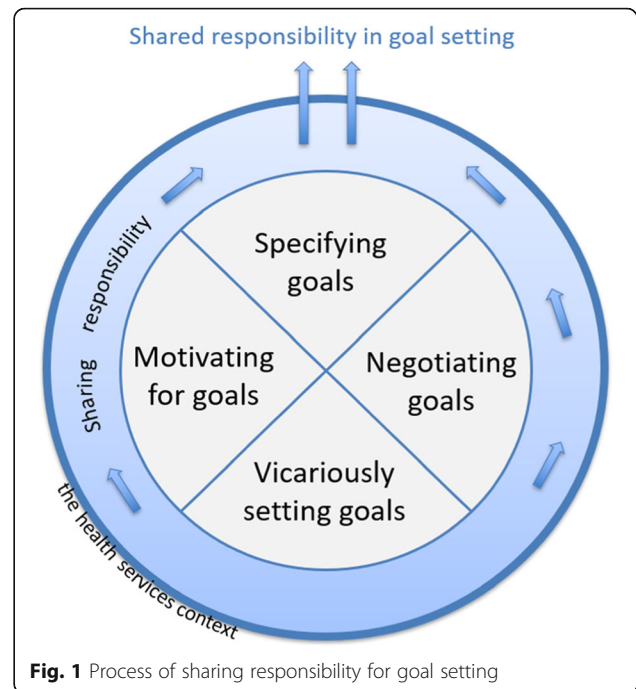 Shared responsibility in goal setting
Specifying
goals
Motivating
for goals
Negotiating
goals
Vicariously
setting goals
Sharing responsibility
the health services context
Fig. 1 Process of sharing responsibility for goal setting